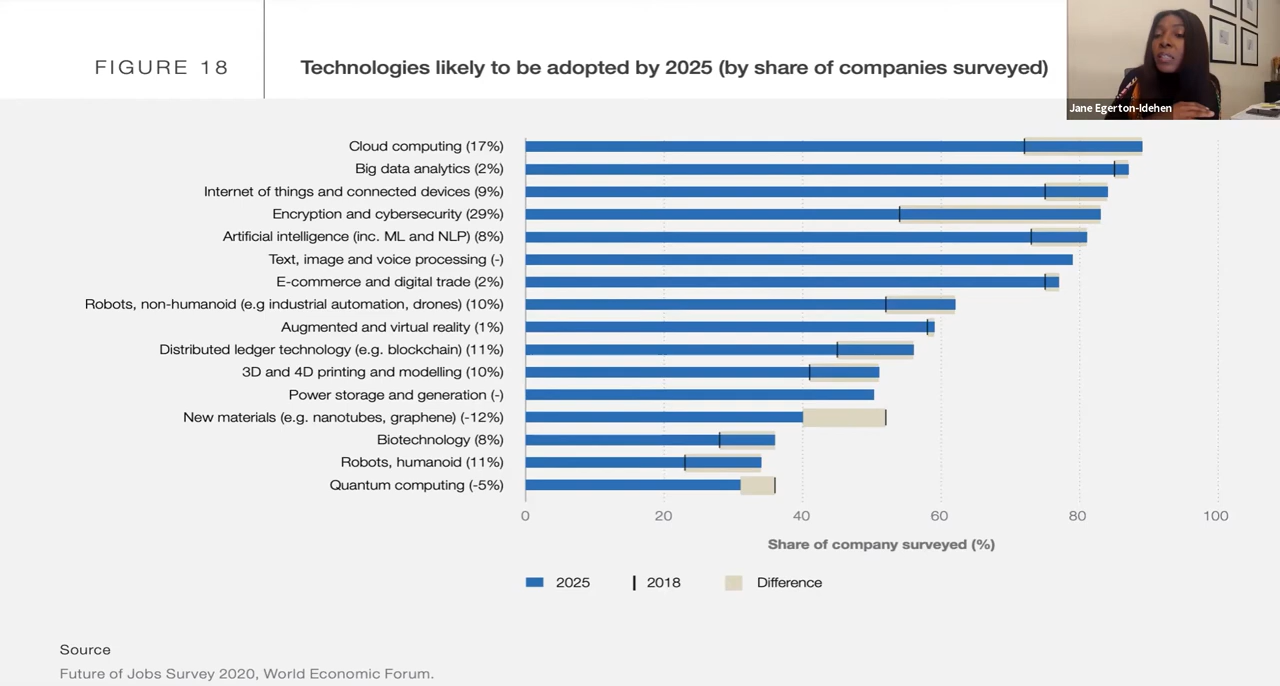 FIGURE 18
Technologies likely to be adopted by 2025 (by share of companies surveyed)
Jane Egerton-Idehen
Cloud computing (17%)
Big data analytics (2%)
Internet of things and connected devices (9%)
Encryption and cybersecurity (29%)
Artificial intelligence (inc. ML and NLP) (8%)
Text, image and voice processing (-)
E-commerce and digital trade (2%)
Robots, non-humanoid (e.g industrial automation, drones) (10%)
Augmented and virtual reality (1%)
Distributed ledger technology (e.g. blockchain) (11%)
3D and 4D printing and modelling (10%)
Power storage and generation (-)
New materials (e.g. nanotubes, graphene) (-12%)
Biotechnology (8%)
Robots, humanoid (11%)
Quantum computing (-5%)
0 20 40 60 80 100
Share of company surveyed (%)
2025 2018 Difference
Source
Future of Jobs Survey 2020, World Economic Forum.